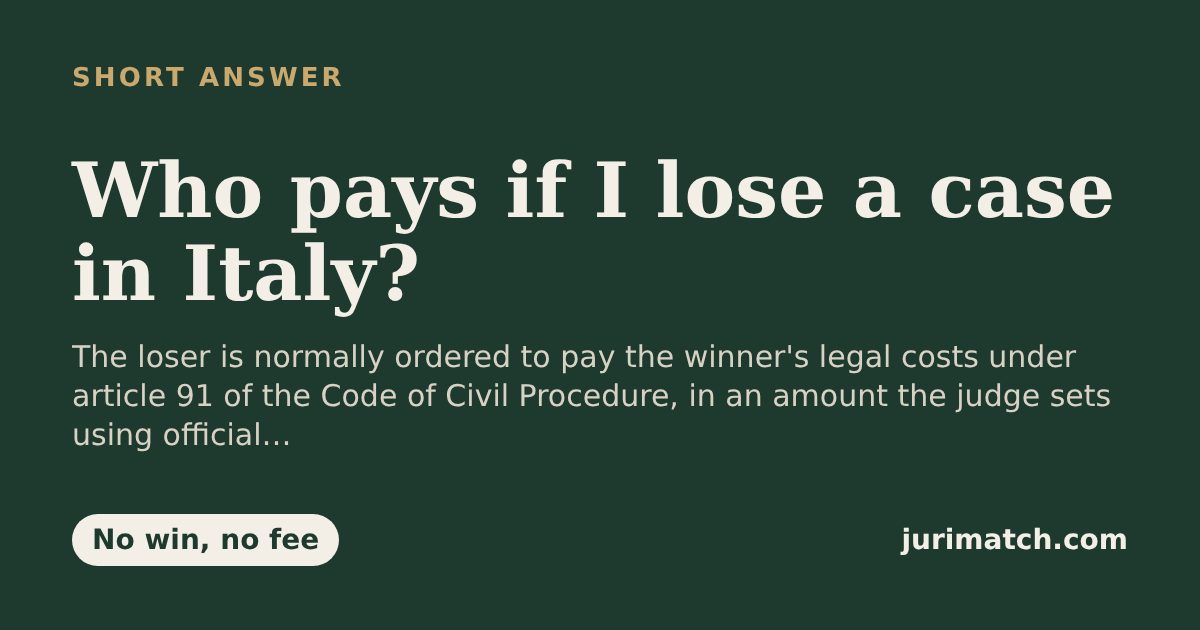 SHORT ANSWER
Who pays if I lose a case
in Italy?
The loser is normally ordered to pay the winner's legal costs under
article 91 of the Code of Civil Procedure, in an amount the judge sets
using official…
No win, no fee
jurimatch.com